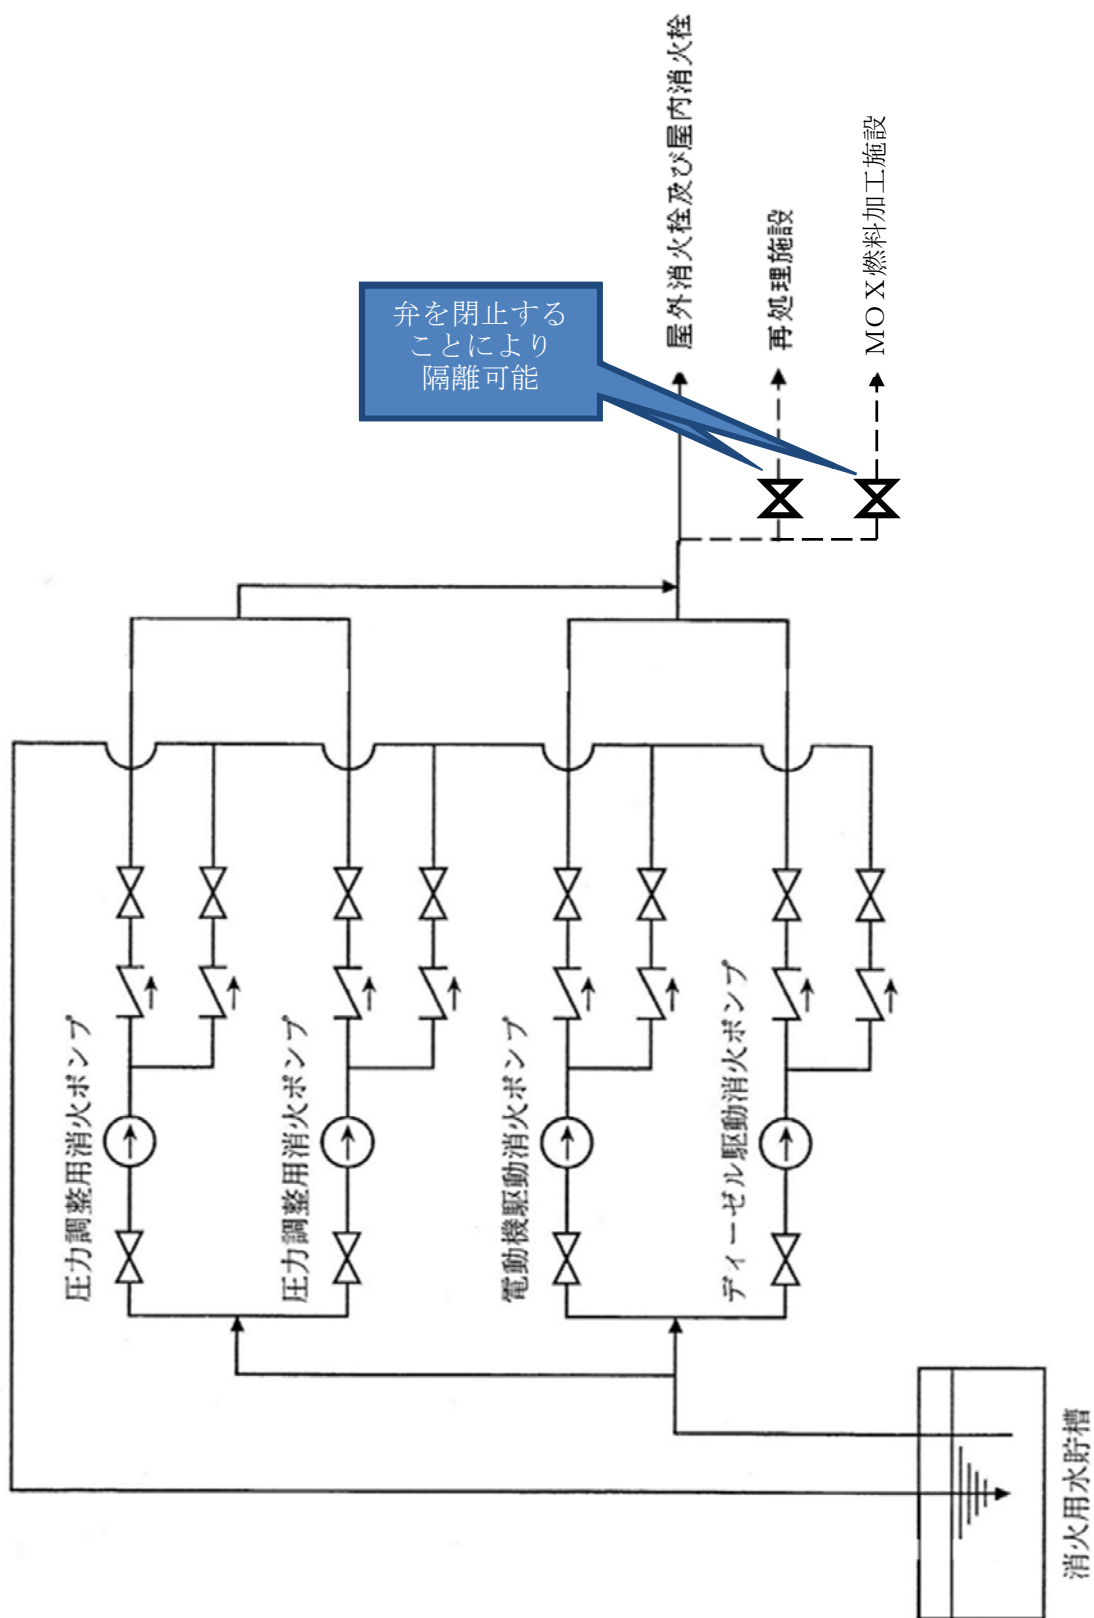 屋外消火栓及び屋内消火栓
再処理施設
MOX燃料加工施設
弁を閉止する
ことにより
隔離可能
圧力調整用消火ポンプ
圧力調整用消火ポンプ
電動機駆動消火ポンプ
ディーゼル駆動消火ポンプ
消火用水貯槽